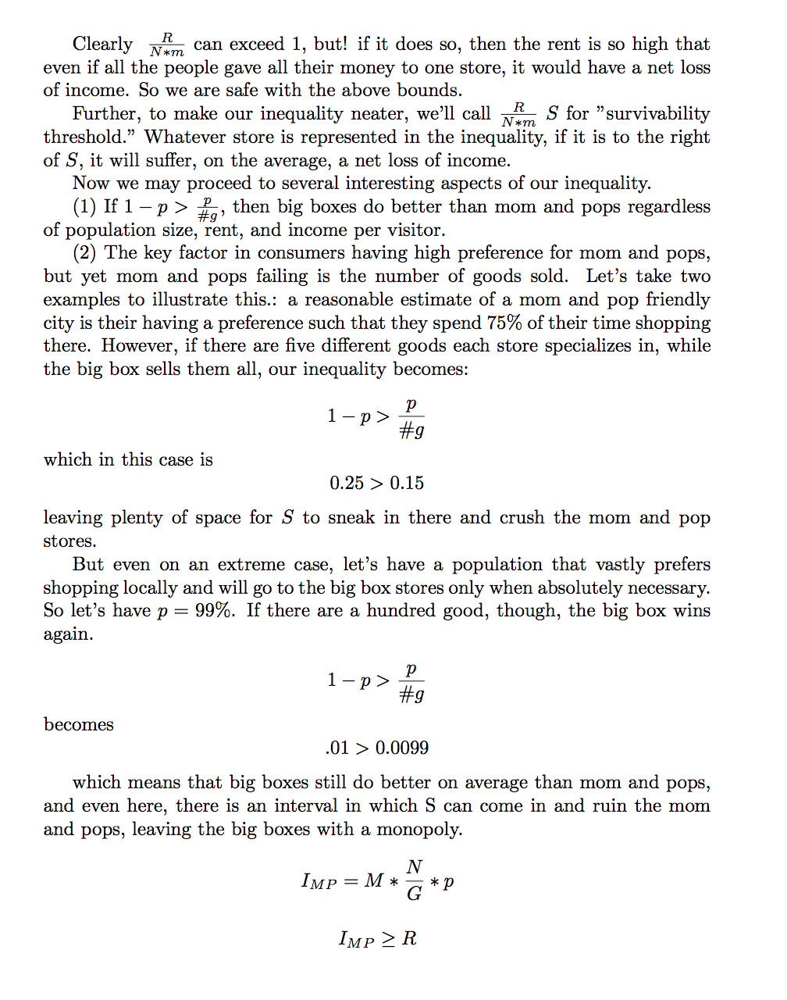 Clearly R/N∗m can exceed 1, but! if it does so, then the rent is so high that
even if all the people gave all their money to one store, it would have a net loss
of income. So we are safe with the above bounds.
Further, to make our inequality neater, we'll call R/N∗m S for ”survivability
threshold.” Whatever store is represented in the inequality, if it is to the right
of S, it will suffer, on the average, a net loss of income.
Now we may proceed to several interesting aspects of our inequality.
(1) If 1 − p > p/#g, then big boxes do better than mom and pops regardless
of population size, rent, and income per visitor.
(2) The key factor in consumers having high preference for mom and pops,
but yet mom and pops failing is the number of goods sold. Let's take two
examples to illustrate this.: a reasonable estimate of a mom and pop friendly
city is their having a preference such that they spend 75% of their time shopping
there. However, if there are five different goods each store specializes in, while
the big box sells them all, our inequality becomes:
1 − p > p/#g
which in this case is
0.25 > 0.15
leaving plenty of space for S to sneak in there and crush the mom and pop
stores.
But even on an extreme case, let's have a population that vastly prefers
shopping locally and will go to the big box stores only when absolutely necessary.
So let's have p = 99%. If there are a hundred good, though, the big box wins
again.
1 − p > p/#g
becomes
.01 > 0.0099
which means that big boxes still do better on average than mom and pops,
and even here, there is an interval in which S can come in and ruin the mom
and pops, leaving the big boxes with a monopoly.
I_MP = M ∗ N/G ∗ p
I_MP ≥ R